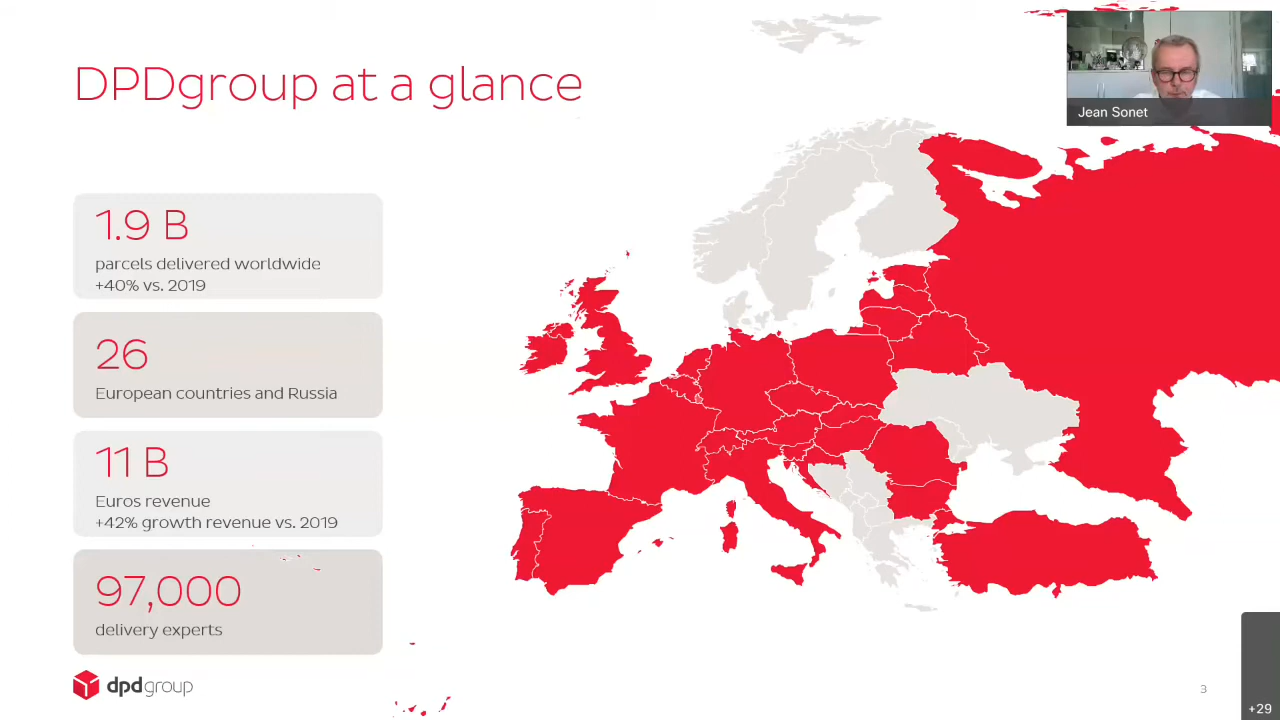 DPDgroup at a glance
Jean Sonet
1.9 B
parcels delivered worldwide
+40% vs. 2019
26
European countries and Russia
11 B
Euros revenue
+42% growth revenue vs. 2019
97,000
delivery experts
dpdgroup
3
+29